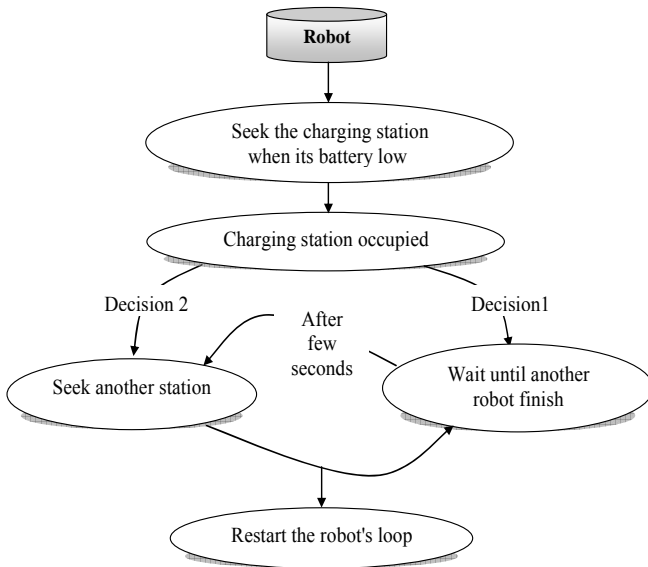 Robot
Seek the charging station
when its battery low
Charging station occupied
Decision 2
Decision1
After
few
seconds
Seek another station
Wait until another
robot finish
Restart the robot's loop